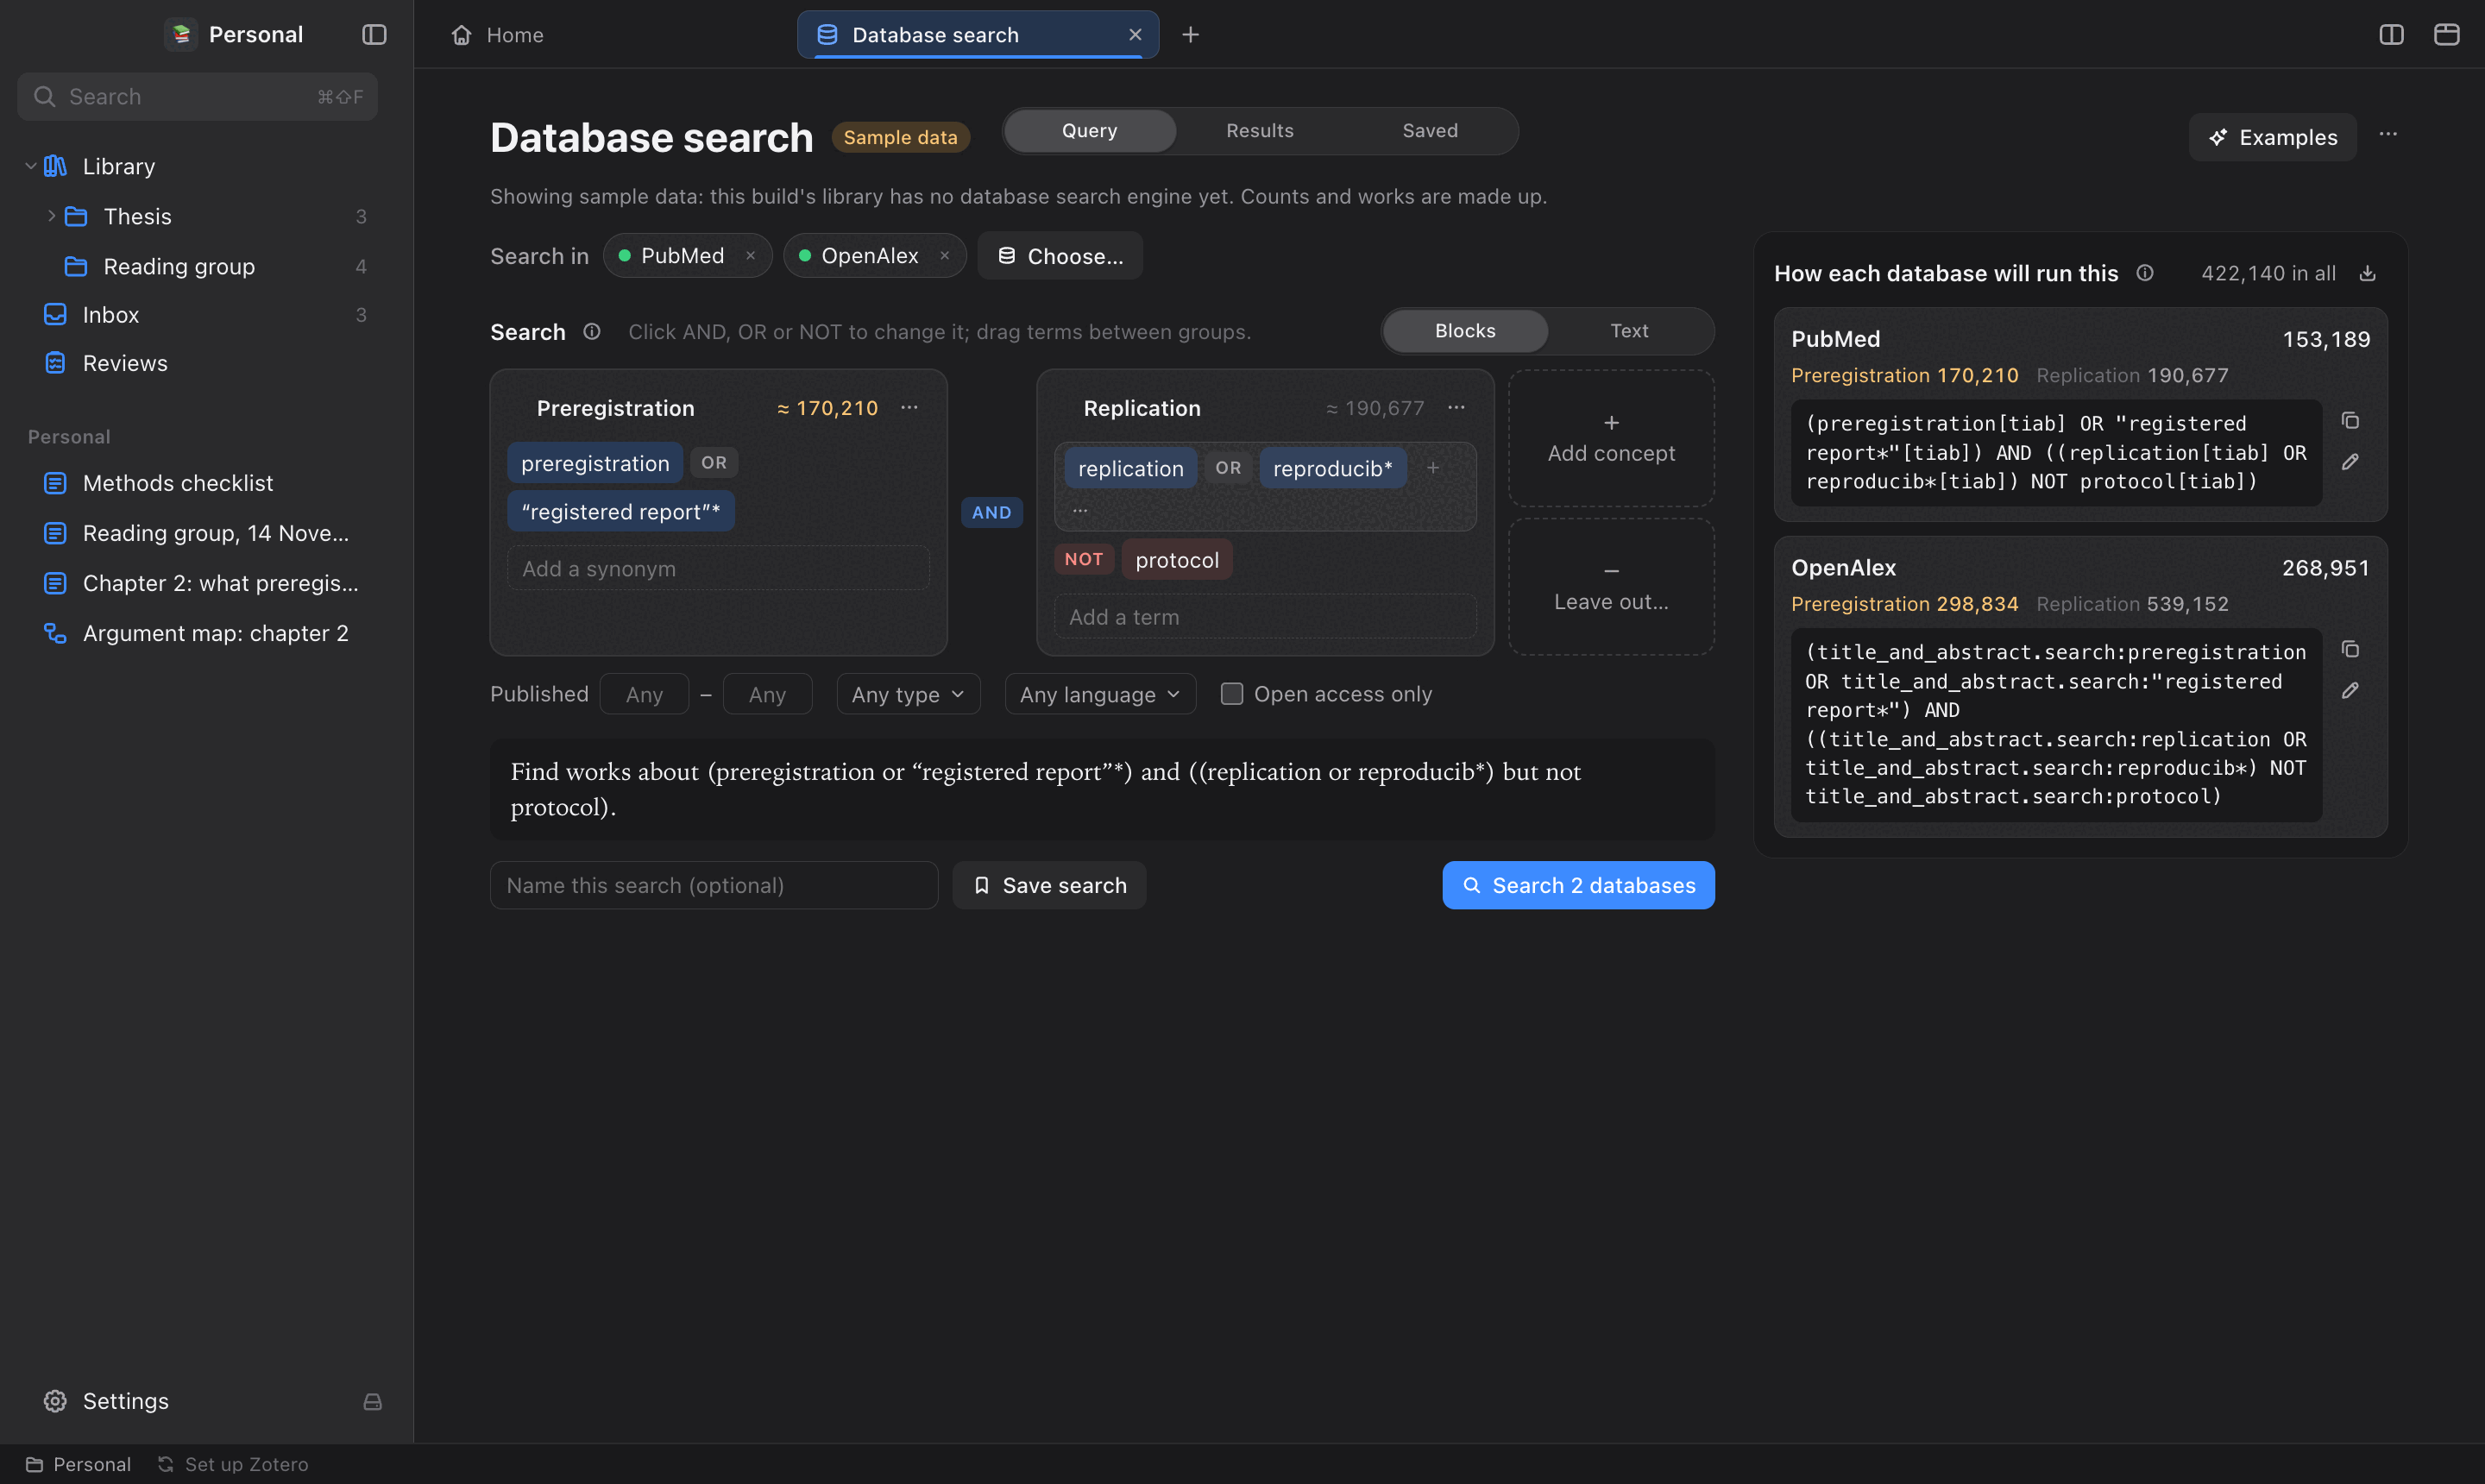 Personal
Search ⌘⇧F
Library
Thesis 3
Reading group 4
Inbox 3
Reviews
Personal
Methods checklist
Reading group, 14 Nove...
Chapter 2: what preregis...
Argument map: chapter 2
Settings
Personal
Set up Zotero
Home
Database search
Database search
Sample data
Query
Results
Saved
Examples
Showing sample data: this build's library has no database search engine yet. Counts and works are made up.
Search in
PubMed
OpenAlex
Choose...
Search
Click AND, OR or NOT to change it; drag terms between groups.
Blocks
Text
Preregistration ≈ 170,210
preregistration OR
“registered report”*
Add a synonym
AND
Replication ≈ 190,677
replication OR reproducib* +
...
NOT protocol
Add a term
+
Add concept
–
Leave out...
Published Any – Any
Any type
Any language
Open access only
Find works about (preregistration or “registered report”*) and ((replication or reproducib*) but not
protocol).
Name this search (optional)
Save search
Search 2 databases
How each database will run this
422,140 in all
PubMed 153,189
Preregistration 170,210 Replication 190,677
(preregistration[tiab] OR "registered
report*"[tiab]) AND ((replication[tiab] OR
reproducib*[tiab]) NOT protocol[tiab])
OpenAlex 268,951
Preregistration 298,834 Replication 539,152
(title_and_abstract.search:preregistration
OR title_and_abstract.search:"registered
report*") AND
((title_and_abstract.search:replication OR
title_and_abstract.search:reproducib*) NOT
title_and_abstract.search:protocol)